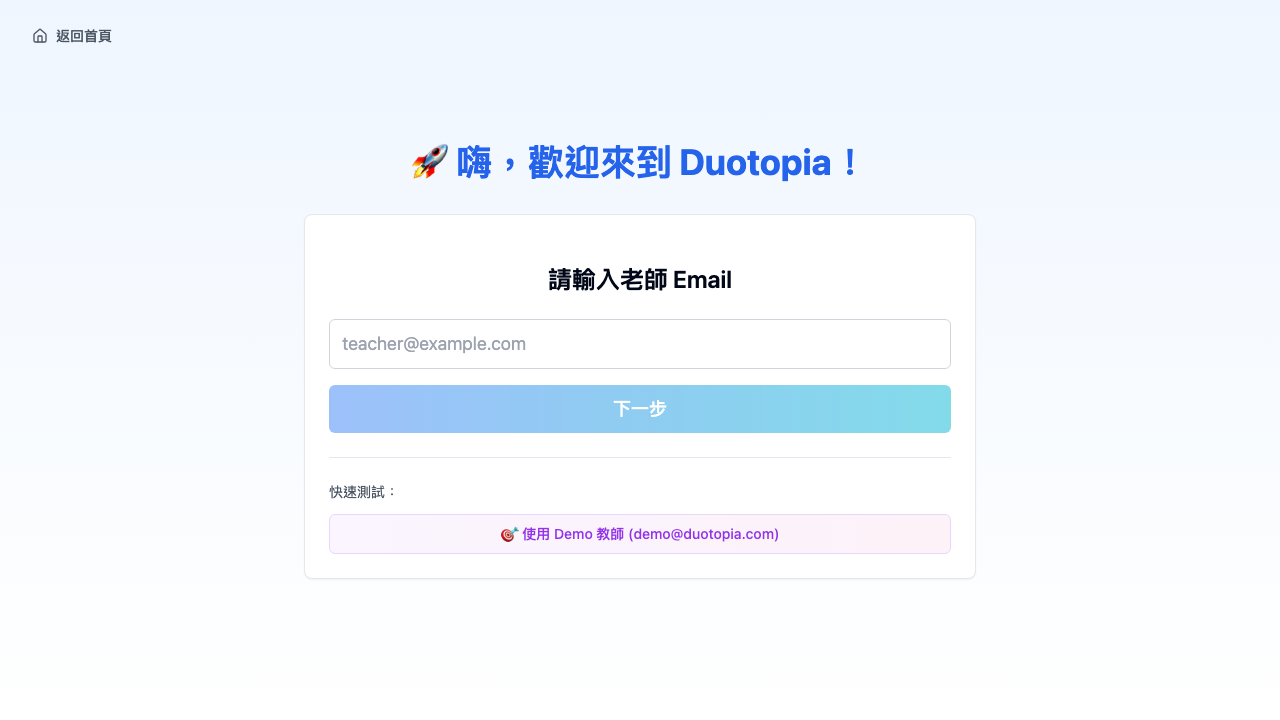 返回首頁
🚀 嗨，歡迎來到 Duotopia！
請輸入老師 Email
teacher@example.com
下一步
快速測試：
🎯 使用 Demo 教師 (demo@duotopia.com)